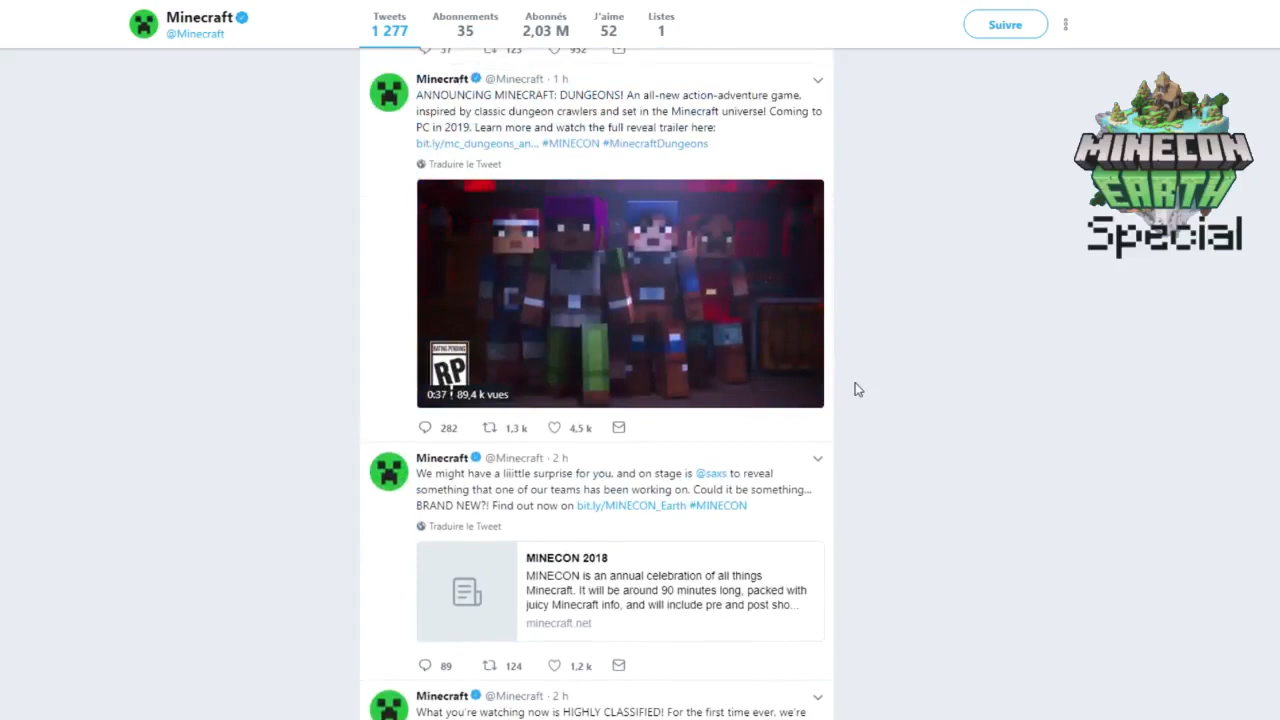 Minecraft
@Minecraft
Tweets
1 277
Abonnements
35
Abonnés
2,03 M
J'aime
52
Listes
1
Suivre
37 123 952
Minecraft @Minecraft · 1 h
ANNOUNCING MINECRAFT: DUNGEONS! An all-new action-adventure game,
inspired by classic dungeon crawlers and set in the Minecraft universe! Coming to
PC in 2019. Learn more and watch the full reveal trailer here:
bit.ly/mc_dungeons_an... #MINECON #MinecraftDungeons
Traduire le Tweet
RATING PENDING
RP
0:37 89,4 k vues
282 1,3 k 4,5 k
Minecraft @Minecraft · 2 h
We might have a liiittle surprise for you, and on stage is @saxs to reveal
something that one of our teams has been working on. Could it be something...
BRAND NEW?! Find out now on bit.ly/MINECON_Earth #MINECON
Traduire le Tweet
MINECON 2018
MINECON is an annual celebration of all things
Minecraft. It will be around 90 minutes long, packed with
juicy Minecraft info, and will include pre and post sho...
minecraft.net
89 124 1,2 k
Minecraft @Minecraft · 2 h
What you're watching now is HIGHLY CLASSIFIED! For the first time ever, we're
MINECON
EARTH
Special